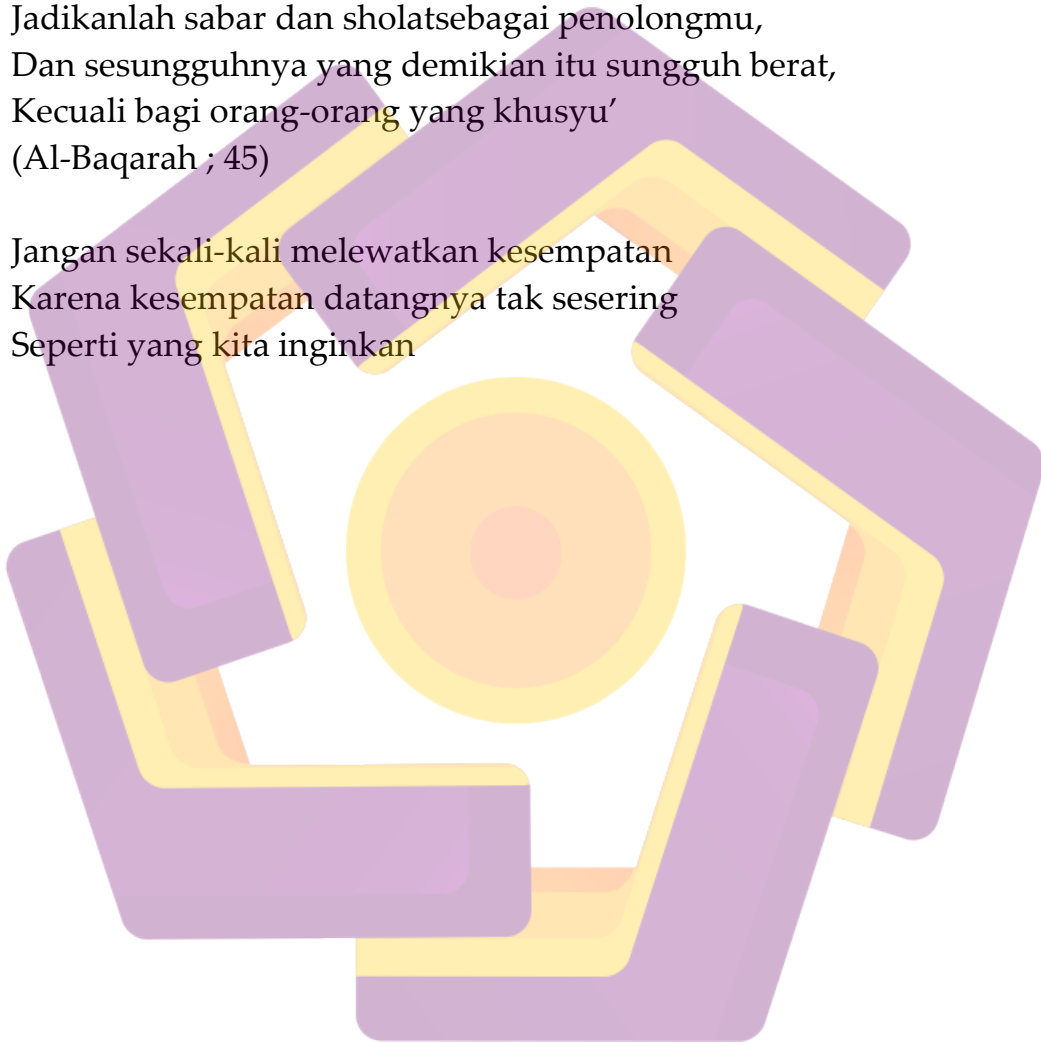 Jadikanlah sabar dan sholatsebagai penolongmu,
Dan sesungguhnya yang demikian itu sungguh berat,
Kecuali bagi orang-orang yang khusyu’
(Al-Baqarah ; 45)
Jangan sekali-kali melewatkan kesempatan
Karena kesempatan datangnya tak sesering
Seperti yang kita inginkan